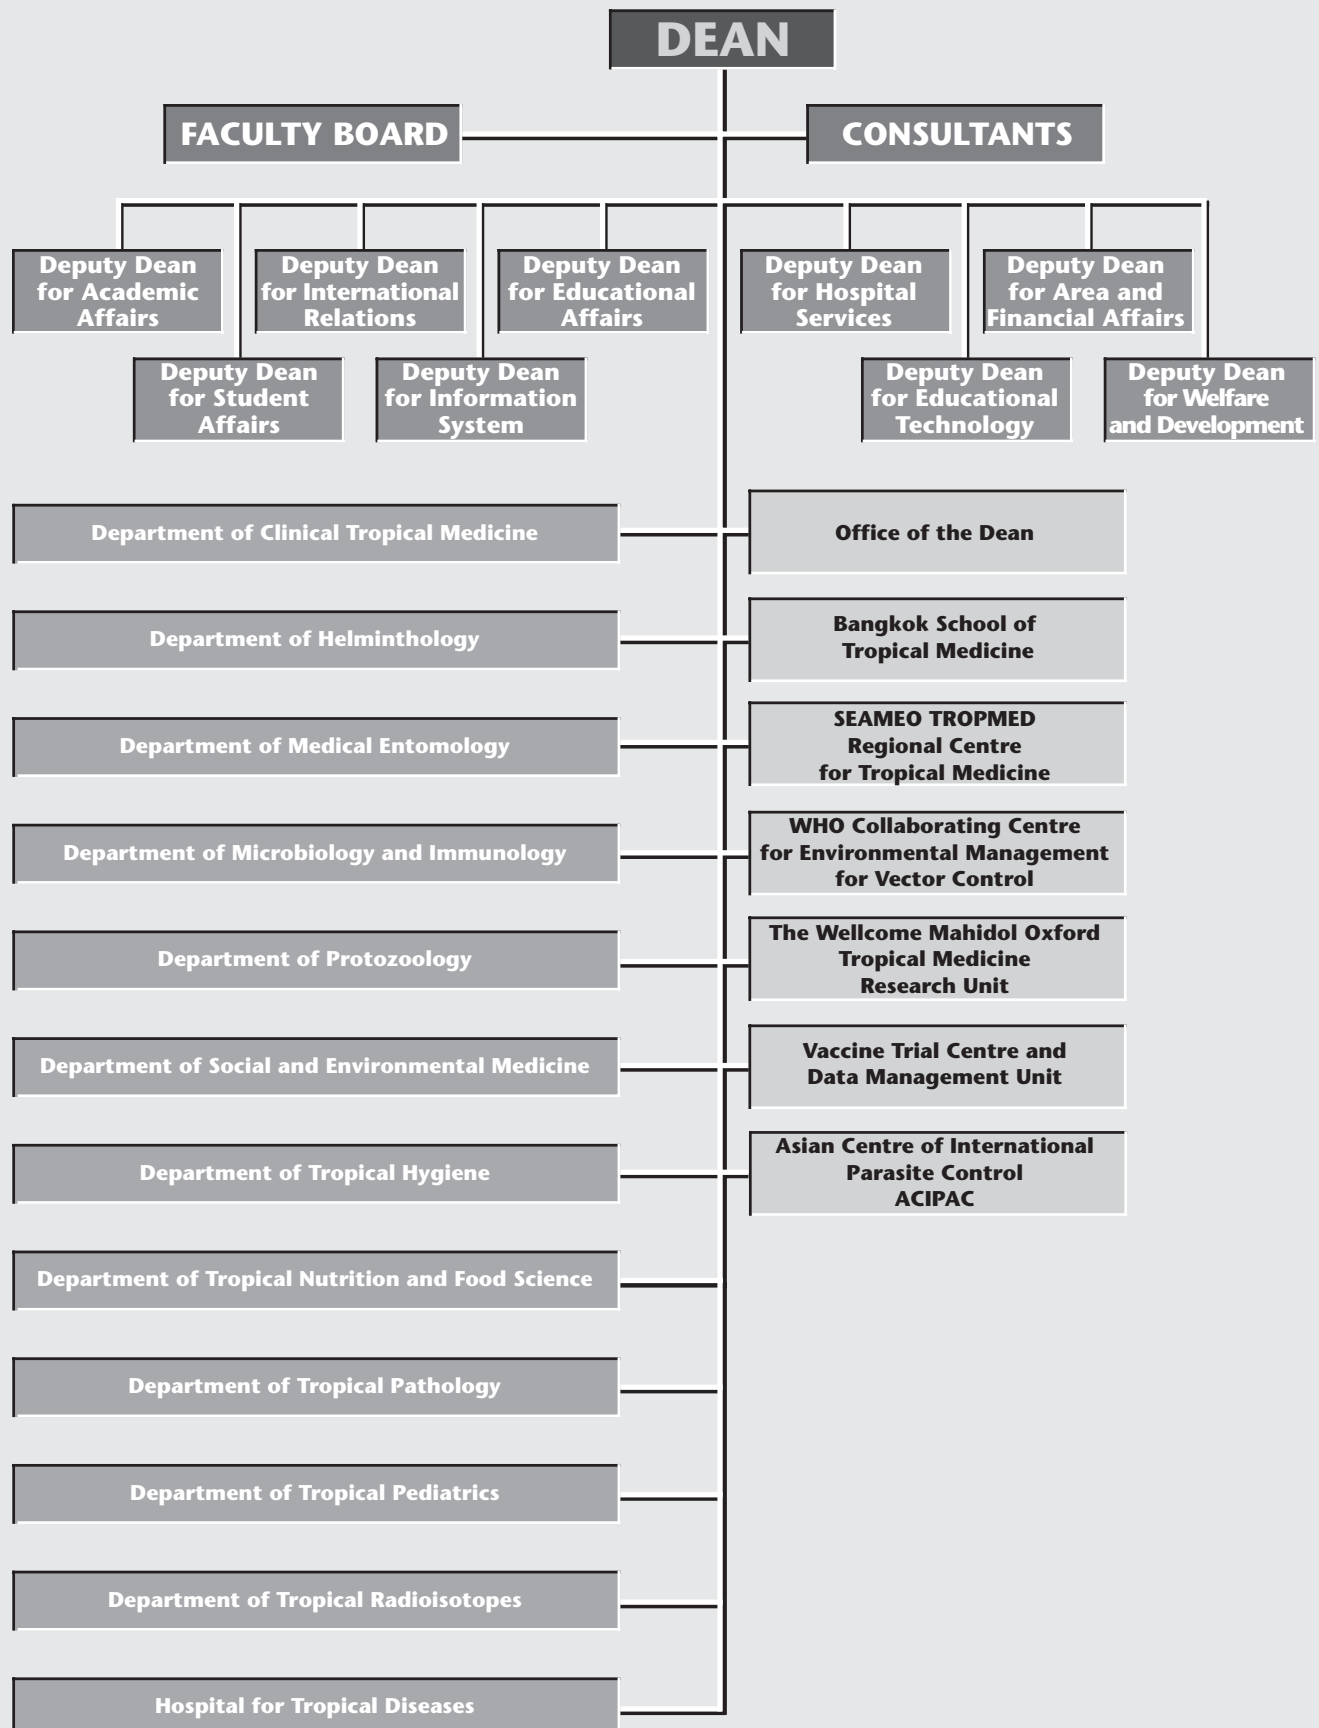 DEAN
FACULTY BOARD
CONSULTANTS
Deputy Dean
for Academic
Affairs
Deputy Dean
for International
Relations
Deputy Dean
for Educational
Affairs
Deputy Dean
for Hospital
Services
Deputy Dean
for Area and
Financial Affairs
Deputy Dean
for Student
Affairs
Deputy Dean
for Information
System
Deputy Dean
for Educational
Technology
Deputy Dean
for Welfare
and Development
Department of Clinical Tropical Medicine
Office of the Dean
Department of Helminthology
Bangkok School of
Tropical Medicine
Department of Medical Entomology
SEAMEO TROPMED
Regional Centre
for Tropical Medicine
Department of Microbiology and Immunology
WHO Collaborating Centre
for Environmental Management
for Vector Control
Department of Protozoology
The Wellcome Mahidol Oxford
Tropical Medicine
Research Unit
Department of Social and Environmental Medicine
Vaccine Trial Centre and
Data Management Unit
Department of Tropical Hygiene
Asian Centre of International
Parasite Control
ACIPAC
Department of Tropical Nutrition and Food Science
Department of Tropical Pathology
Department of Tropical Pediatrics
Department of Tropical Radioisotopes
Hospital for Tropical Diseases